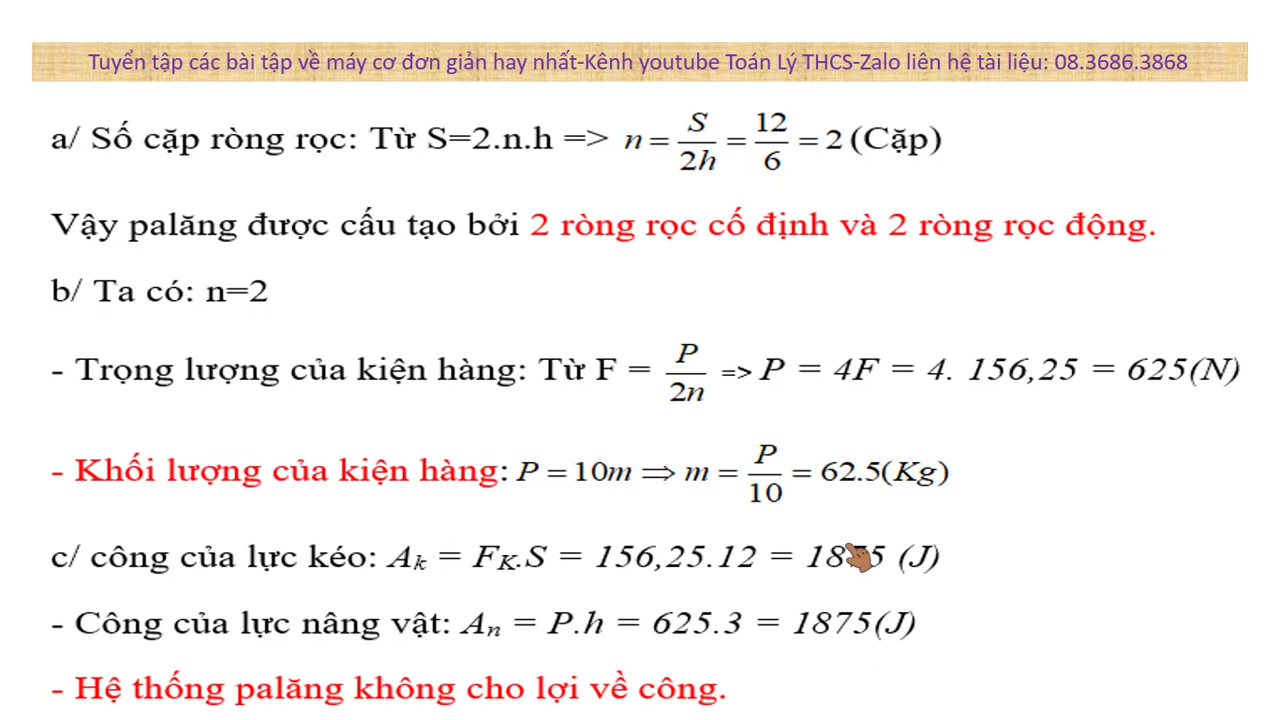 Tuyển tập các bài tập về máy cơ đơn giản hay nhất-Kênh youtube Toán Lý THCS-Zalo liên hệ tài liệu: 08.3686.3868
a/ Số cặp ròng rọc: Từ S=2.n.h => n = S/2h = 12/6 = 2 (Cặp)
Vậy palăng được cấu tạo bởi 2 ròng rọc cố định và 2 ròng rọc động.
b/ Ta có: n=2
- Trọng lượng của kiện hàng: Từ F = P/2n => P = 4F = 4. 156,25 = 625(N)
- Khối lượng của kiện hàng: P = 10m ⟹ m = P/10 = 62.5(Kg)
c/ công của lực kéo: Aₖ = F_K.S = 156,25.12 = 1875 (J)
- Công của lực nâng vật: Aₙ = P.h = 625.3 = 1875(J)
- Hệ thống palăng không cho lợi về công.